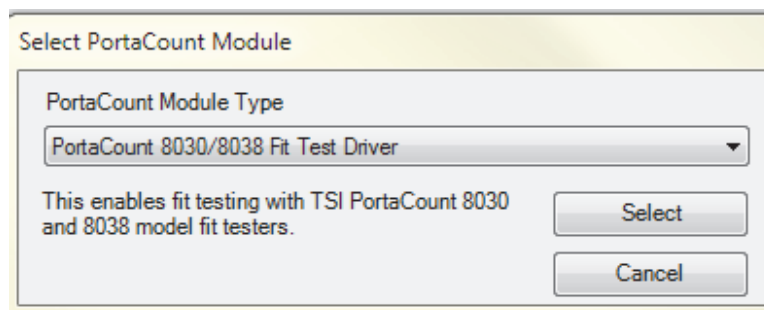 Select PortaCount Module
PortaCount Module Type
PortaCount 8030/8038 Fit Test Driver
This enables fit testing with TSI PortaCount 8030
and 8038 model fit testers.
Select
Cancel